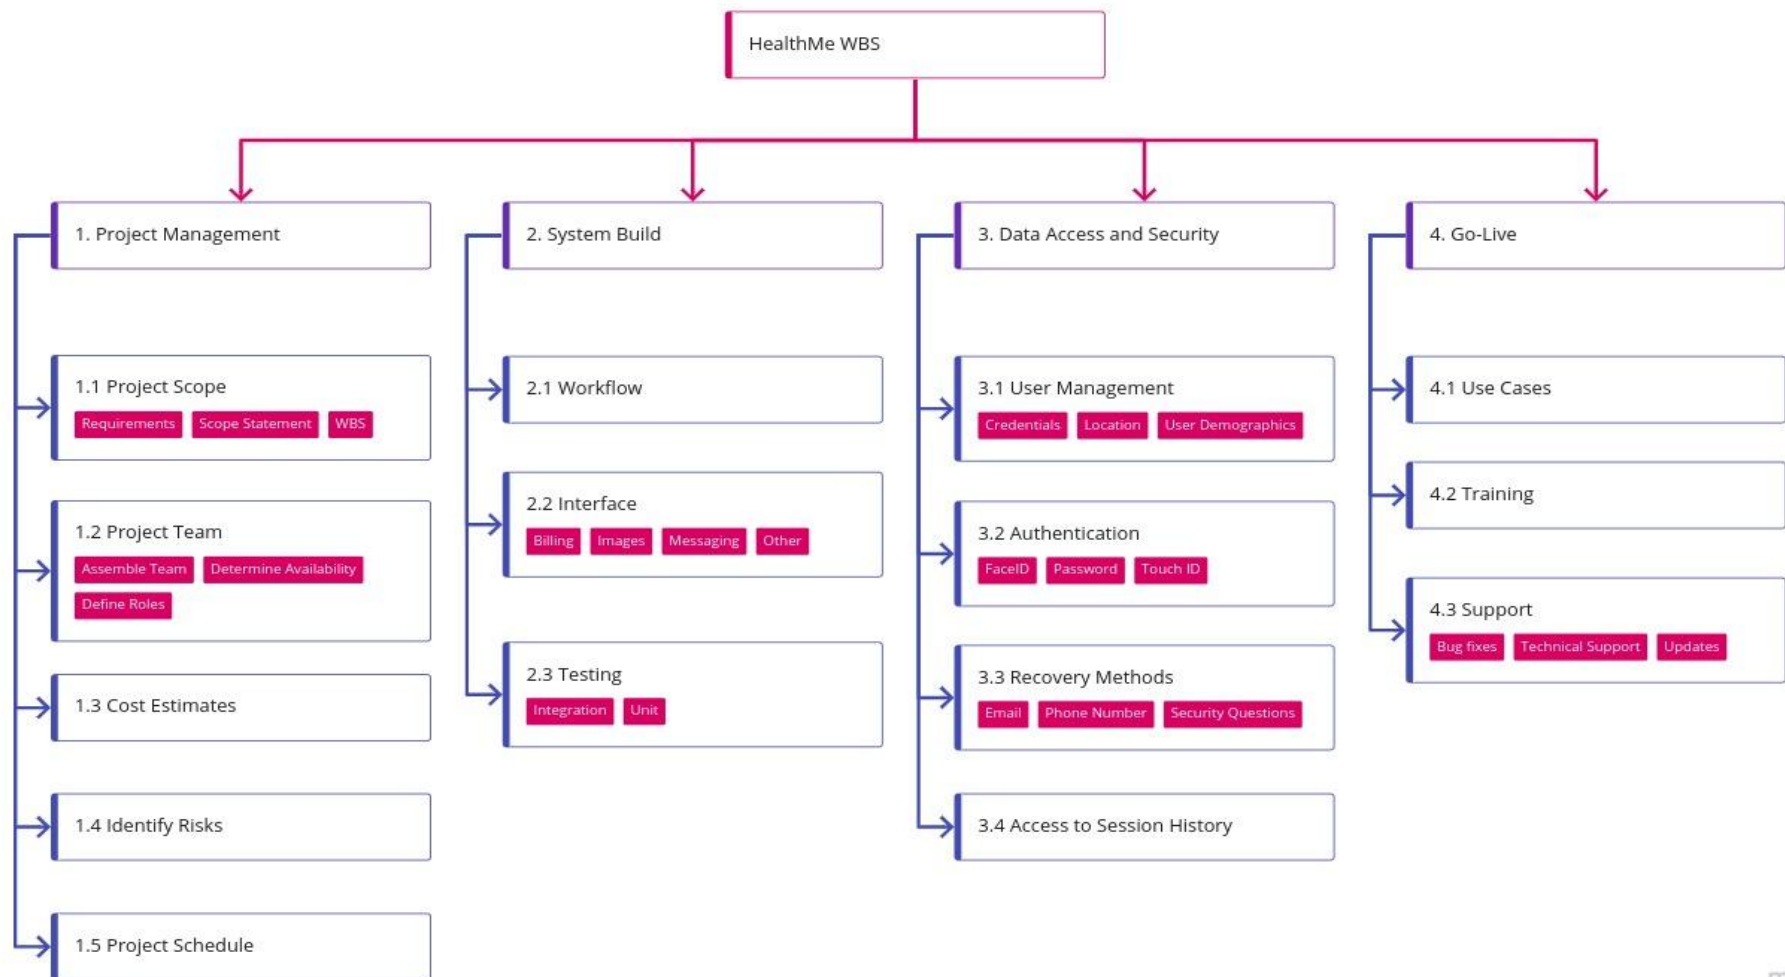 HealthMe WBS
1. Project Management
1.1 Project Scope
Requirements Scope Statement WBS
1.2 Project Team
Assemble Team Determine Availability
Define Roles
1.3 Cost Estimates
1.4 Identify Risks
1.5 Project Schedule
2. System Build
2.1 Workflow
2.2 Interface
Billing Images Messaging Other
2.3 Testing
Integration Unit
3. Data Access and Security
3.1 User Management
Credentials Location User Demographics
3.2 Authentication
FaceID Password Touch ID
3.3 Recovery Methods
Email Phone Number Security Questions
3.4 Access to Session History
4. Go-Live
4.1 Use Cases
4.2 Training
4.3 Support
Bug fixes Technical Support Updates